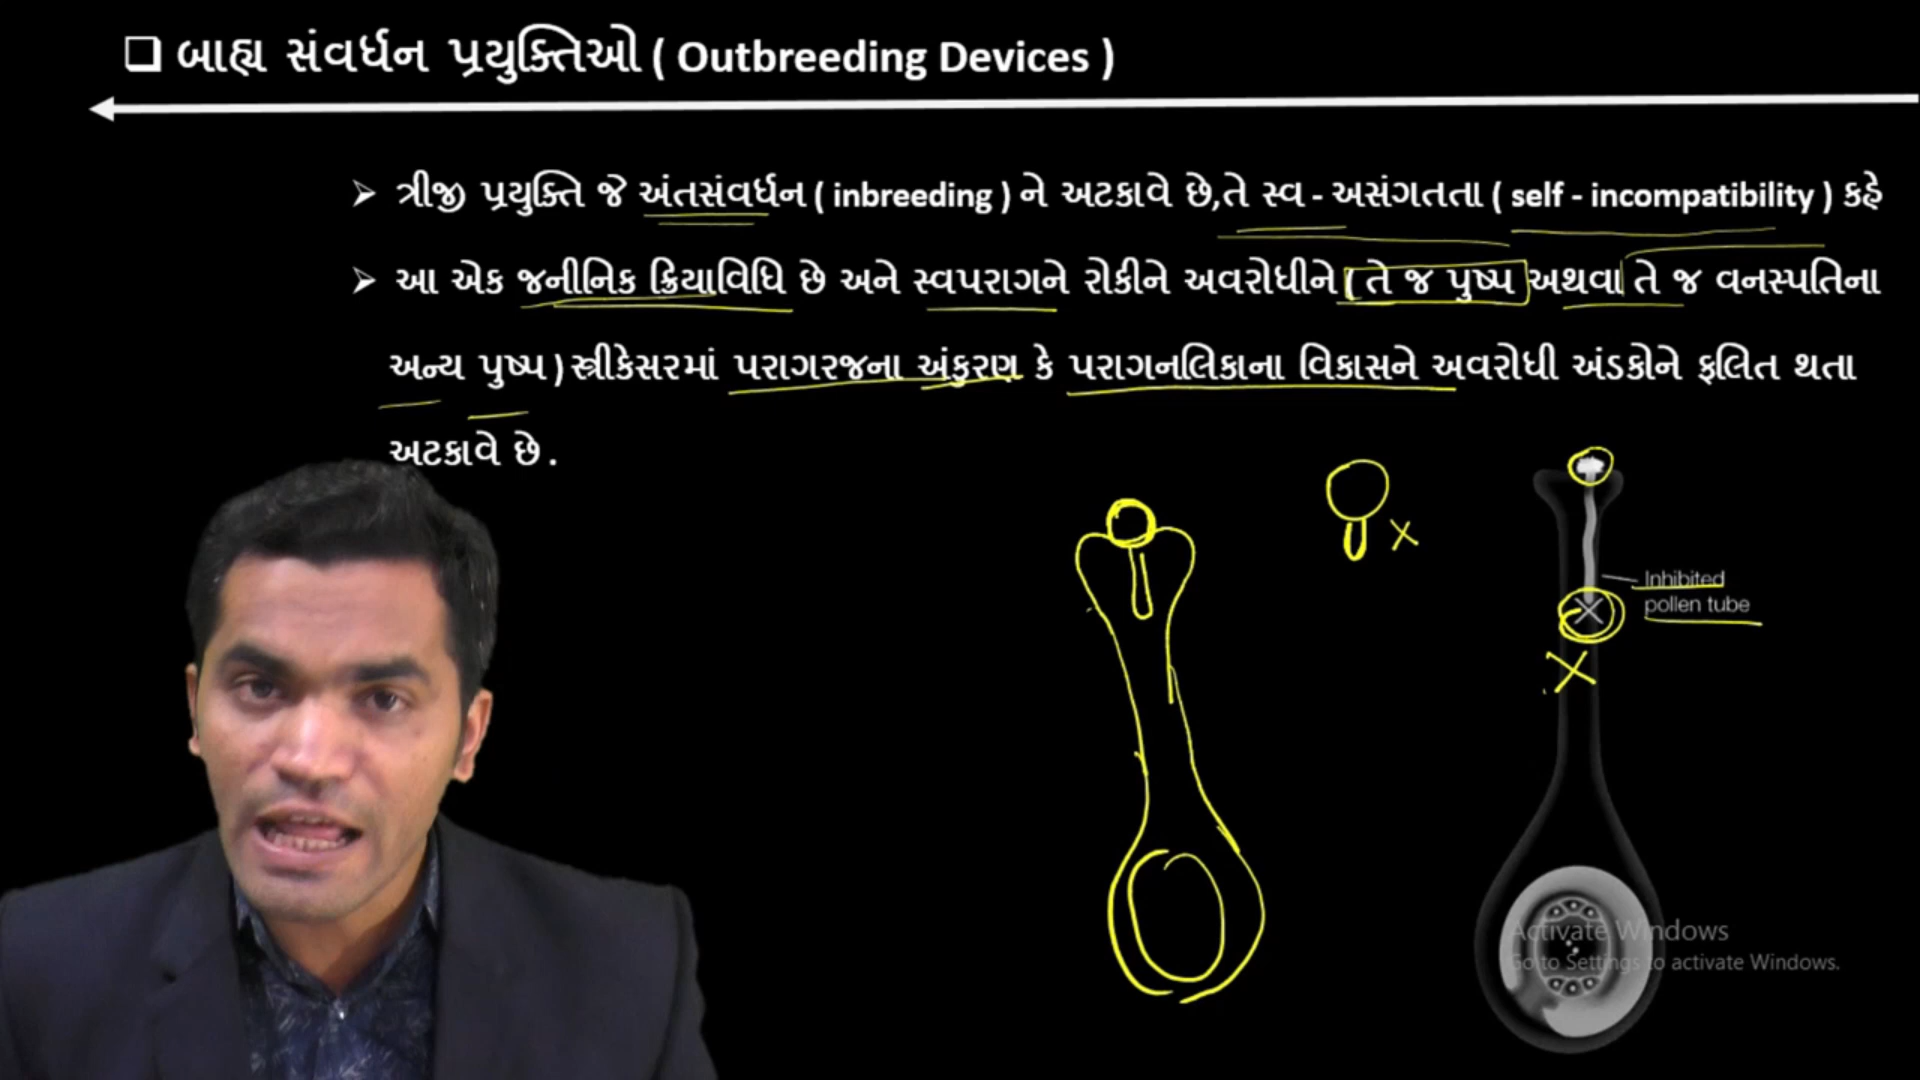 બાહ્ય સંવર્ધન પ્રયુક્તિઓ ( Outbreeding Devices )
ત્રીજી પ્રયુક્તિ જે અંતસંવર્ધન ( inbreeding ) ને અટકાવે છે,તે સ્વ - અસંગતતા ( self - incompatibility ) કહે
આ એક જનીનિક ક્રિયાવિધિ છે અને સ્વપરાગને રોકીને અવરોધીને ( તે જ પુષ્પ અથવા તે જ વનસ્પતિના
અન્ય પુષ્પ ) સ્ત્રીકેસરમાં પરાગરજના અંકુરણ કે પરાગનલિકાના વિકાસને અવરોધી અંડકોને ફલિત થતા
અટકાવે છે .
Inhibited
pollen tube
Activate Windows
Go to Settings to activate Windows.